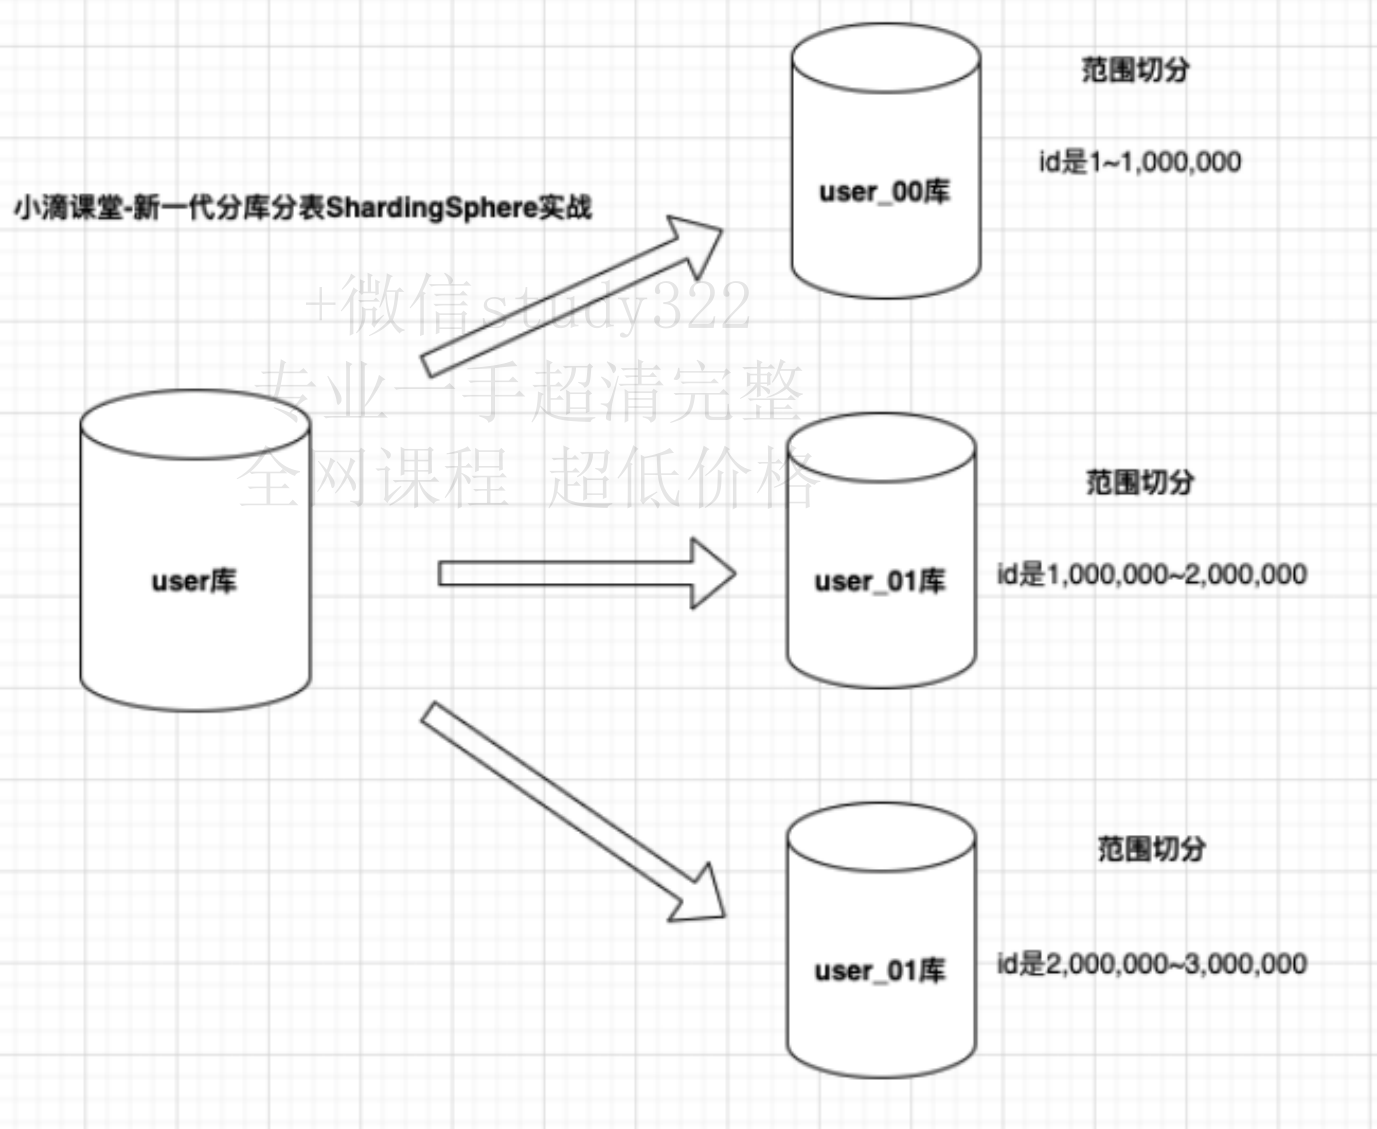 范围切分
id是1~1,000,000
user_00库
小滴课堂-新一代分库分表ShardingSphere实战
+微信study322
专业一手超清完整
全网课程 超低价格
范围切分
user库
user_01库
id是1,000,000~2,000,000
范围切分
user_01库
id是2,000,000~3,000,000